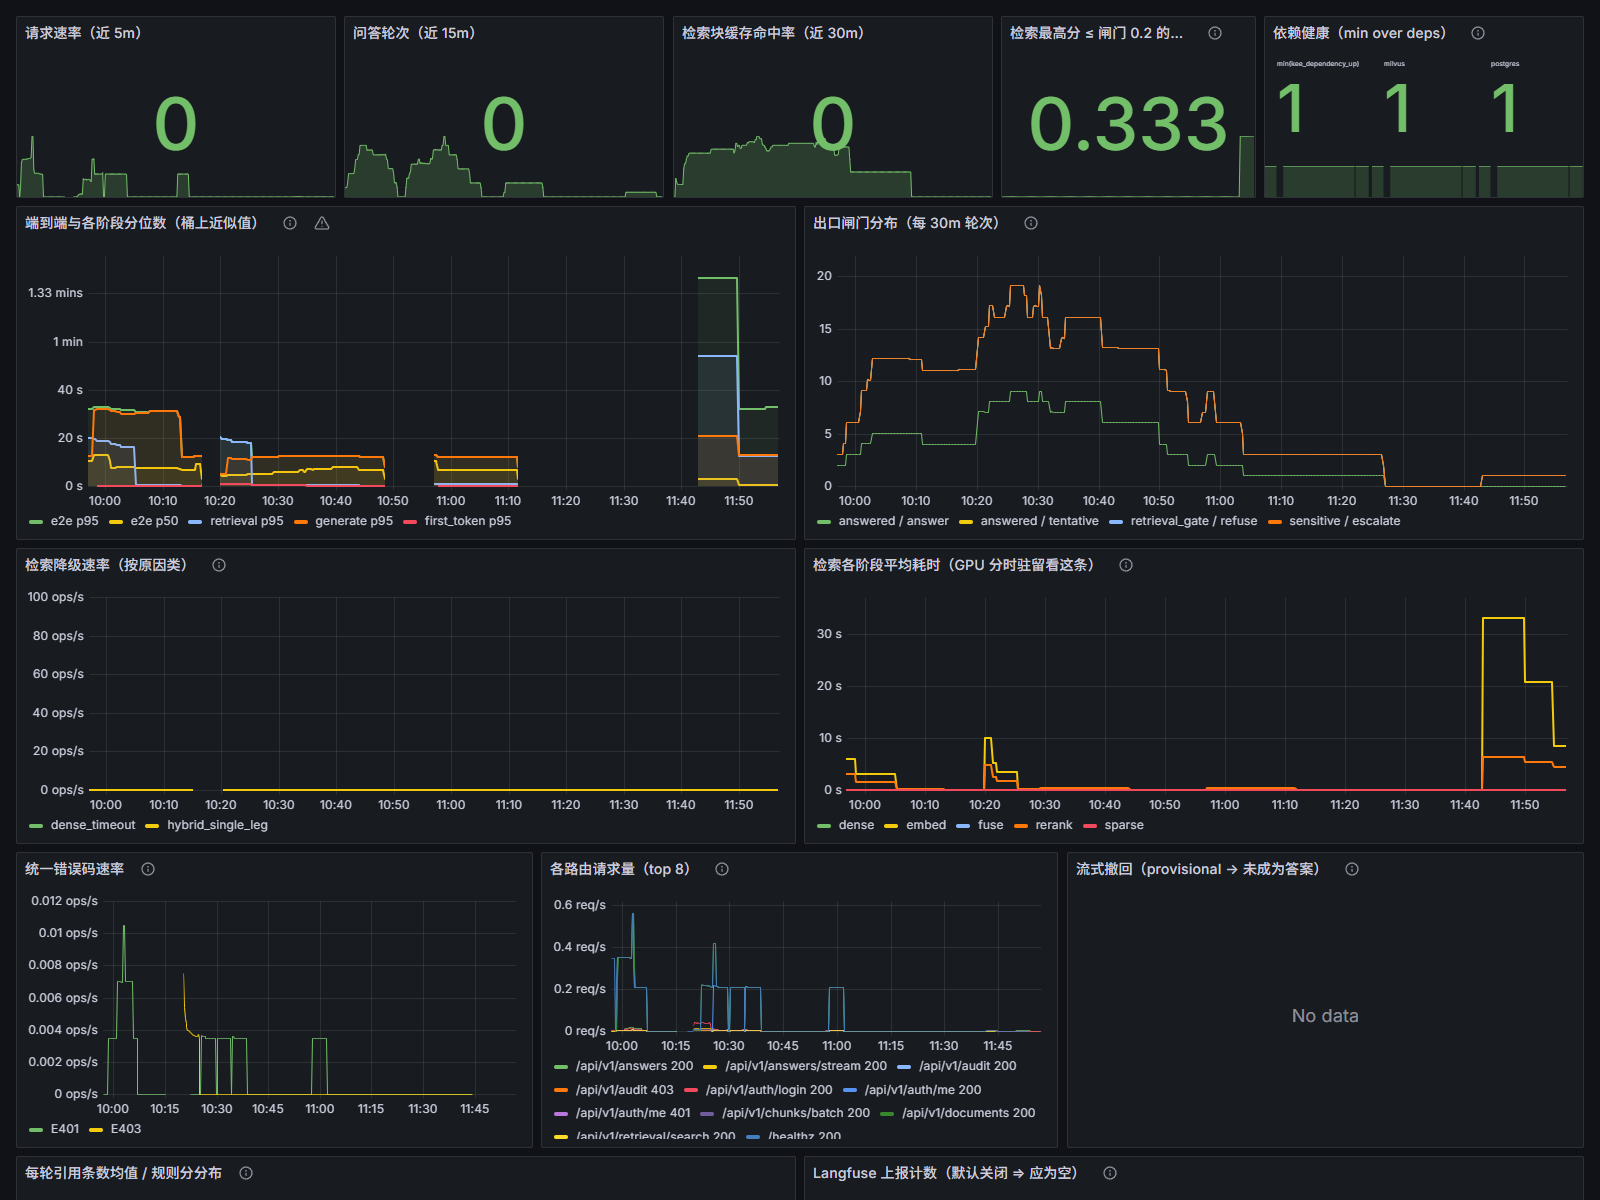 请求速率（近 5m）
0
问答轮次（近 15m）
0
检索块缓存命中率（近 30m）
0
检索最高分 ≤ 闸门 0.2 的...
0.333
依赖健康（min over deps）
min(kee_dependency_up)
milvus
postgres
1
1
1
端到端与各阶段分位数（桶上近似值）
1.33 mins
1 min
40 s
20 s
0 s
10:00 10:10 10:20 10:30 10:40 10:50 11:00 11:10 11:20 11:30 11:40 11:50
e2e p95 e2e p50 retrieval p95 generate p95 first_token p95
出口闸门分布（每 30m 轮次）
20
15
10
5
0
10:00 10:10 10:20 10:30 10:40 10:50 11:00 11:10 11:20 11:30 11:40 11:50
answered / answer answered / tentative retrieval_gate / refuse sensitive / escalate
检索降级速率（按原因类）
100 ops/s
80 ops/s
60 ops/s
40 ops/s
20 ops/s
0 ops/s
10:00 10:10 10:20 10:30 10:40 10:50 11:00 11:10 11:20 11:30 11:40 11:50
dense_timeout hybrid_single_leg
检索各阶段平均耗时（GPU 分时驻留看这条）
30 s
20 s
10 s
0 s
10:00 10:10 10:20 10:30 10:40 10:50 11:00 11:10 11:20 11:30 11:40 11:50
dense embed fuse rerank sparse
统一错误码速率
0.012 ops/s
0.01 ops/s
0.008 ops/s
0.006 ops/s
0.004 ops/s
0.002 ops/s
0 ops/s
10:00 10:15 10:30 10:45 11:00 11:15 11:30 11:45
E401 E403
各路由请求量（top 8）
0.6 req/s
0.4 req/s
0.2 req/s
0 req/s
10:00 10:15 10:30 10:45 11:00 11:15 11:30 11:45
/api/v1/answers 200 /api/v1/answers/stream 200 /api/v1/audit 200
/api/v1/audit 403 /api/v1/auth/login 200 /api/v1/auth/me 200
/api/v1/auth/me 401 /api/v1/chunks/batch 200 /api/v1/documents 200
/api/v1/retrieval/search 200 /healthz 200
流式撤回（provisional → 未成为答案）
No data
每轮引用条数均值 / 规则分分布
Langfuse 上报计数（默认关闭 ⇒ 应为空）